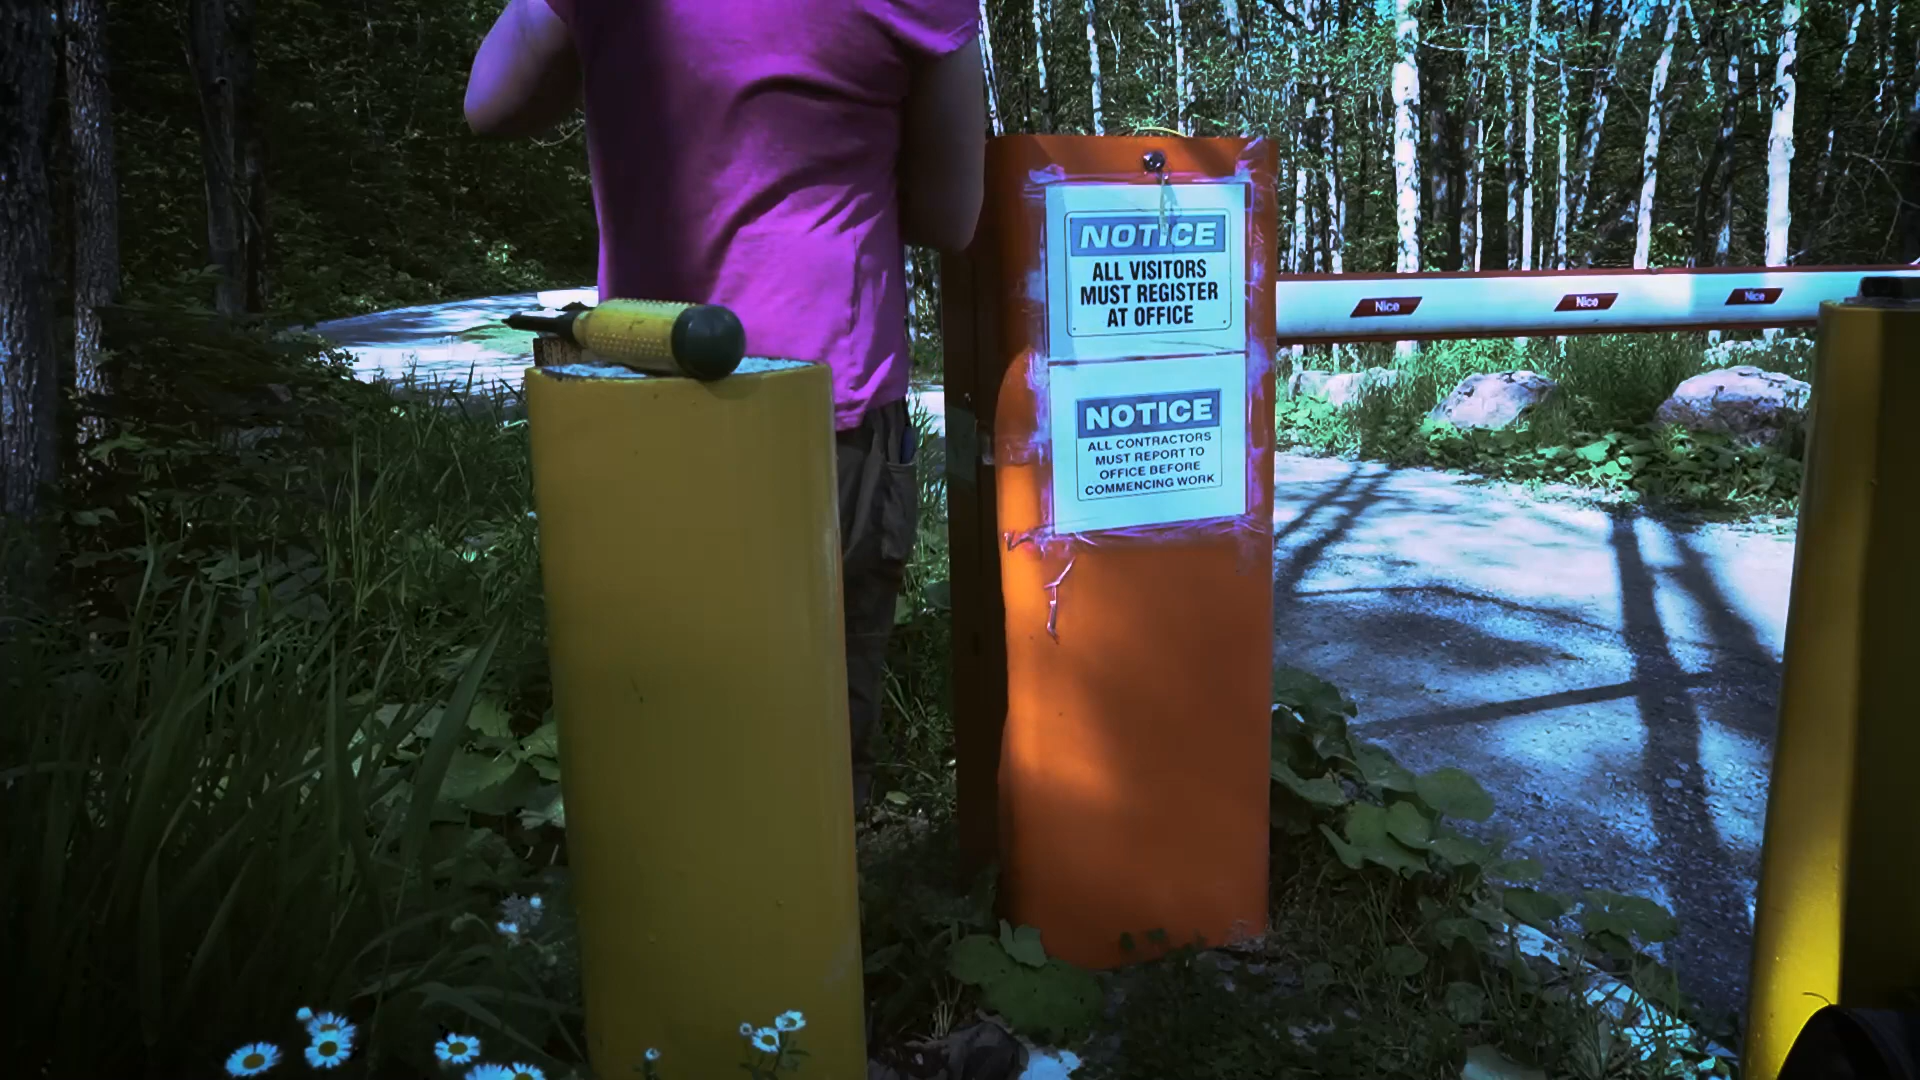 NOTICE
ALL VISITORS
MUST REGISTER
AT OFFICE
NOTICE
ALL CONTRACTORS
MUST REPORT TO
OFFICE BEFORE
COMMENCING WORK
Nice
Nice
Nice